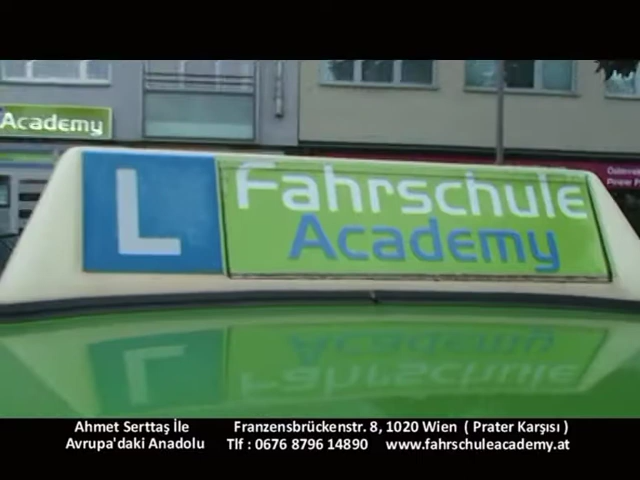 Academy
L Fahrschule
Academy
Ahmet Serttaş İle
Avrupa'daki Anadolu
Franzensbrückenstr. 8, 1020 Wien ( Prater Karşısı )
Tlf : 0676 8796 14890 www.fahrschuleacademy.at